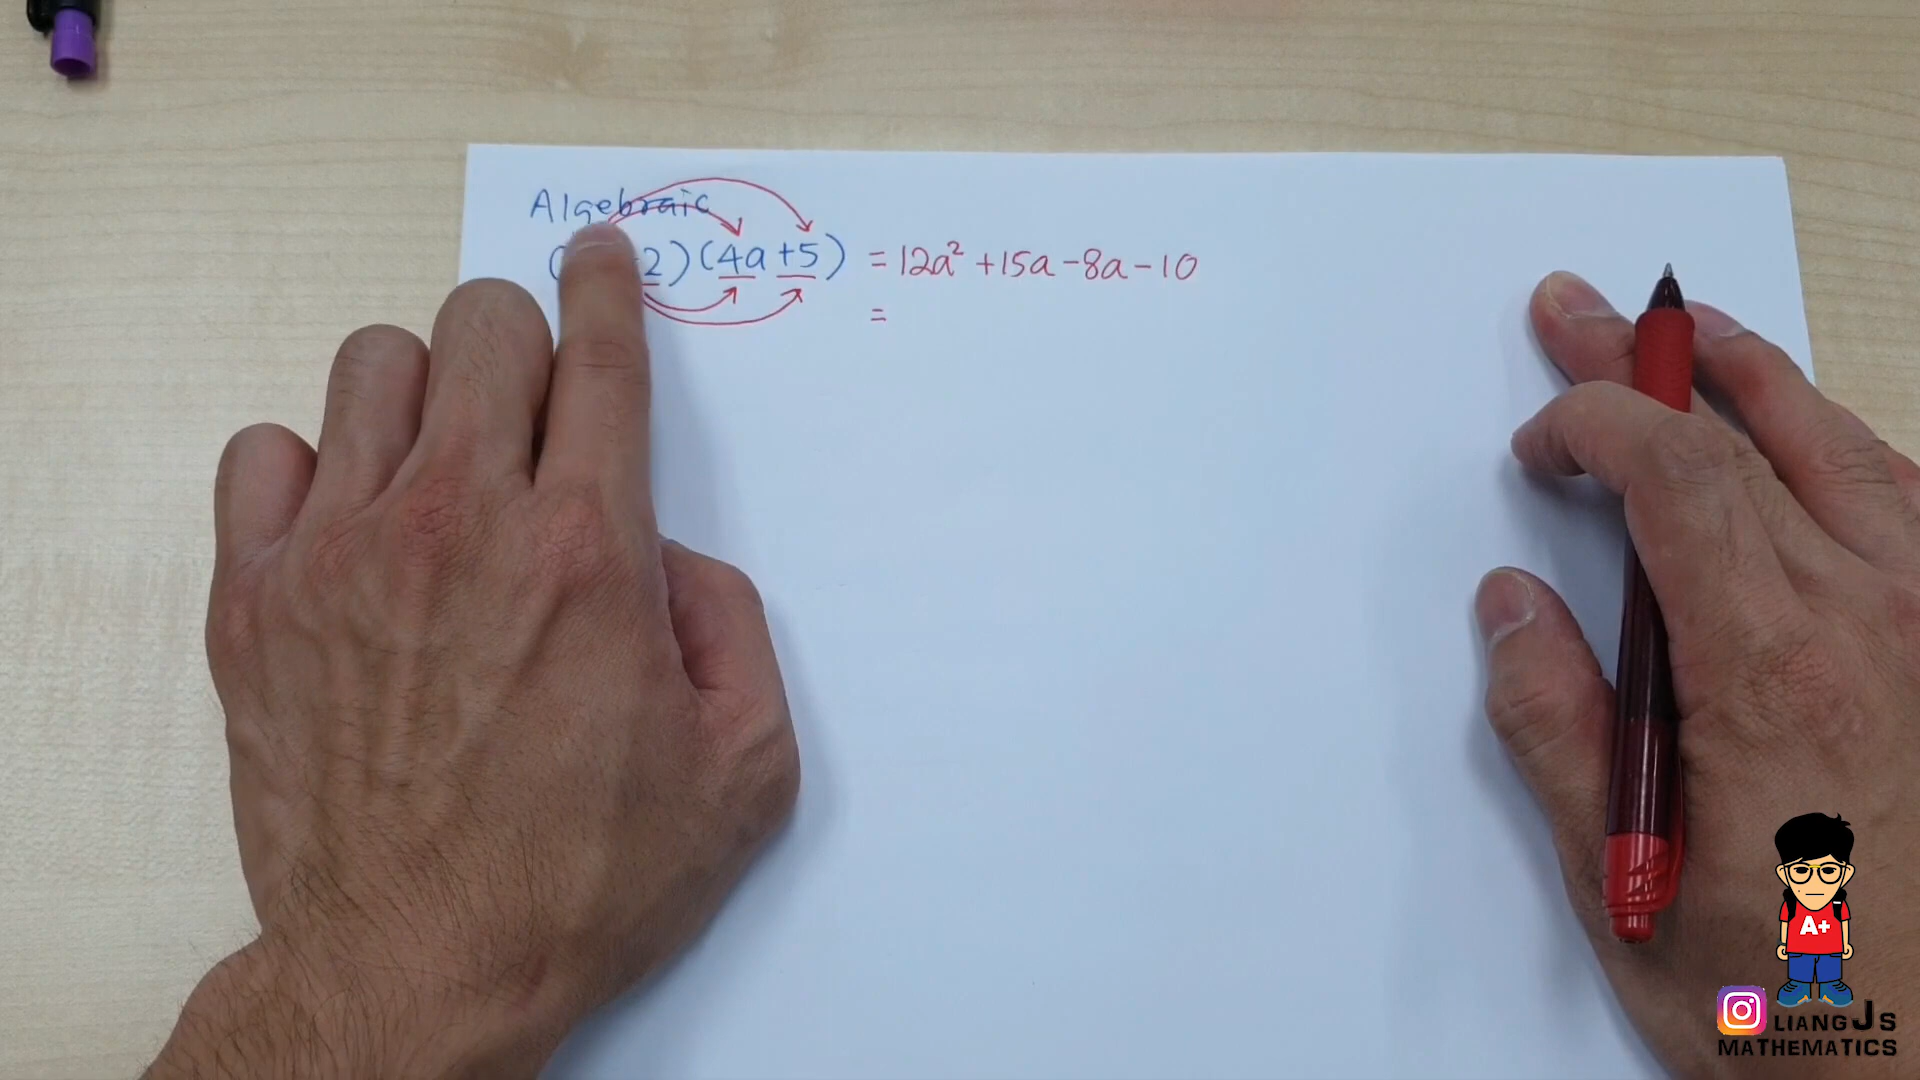 Algebraic
( -2)(4a+5) = 12a² +15a -8a -10
=
A+
LIANG JS
MATHEMATICS